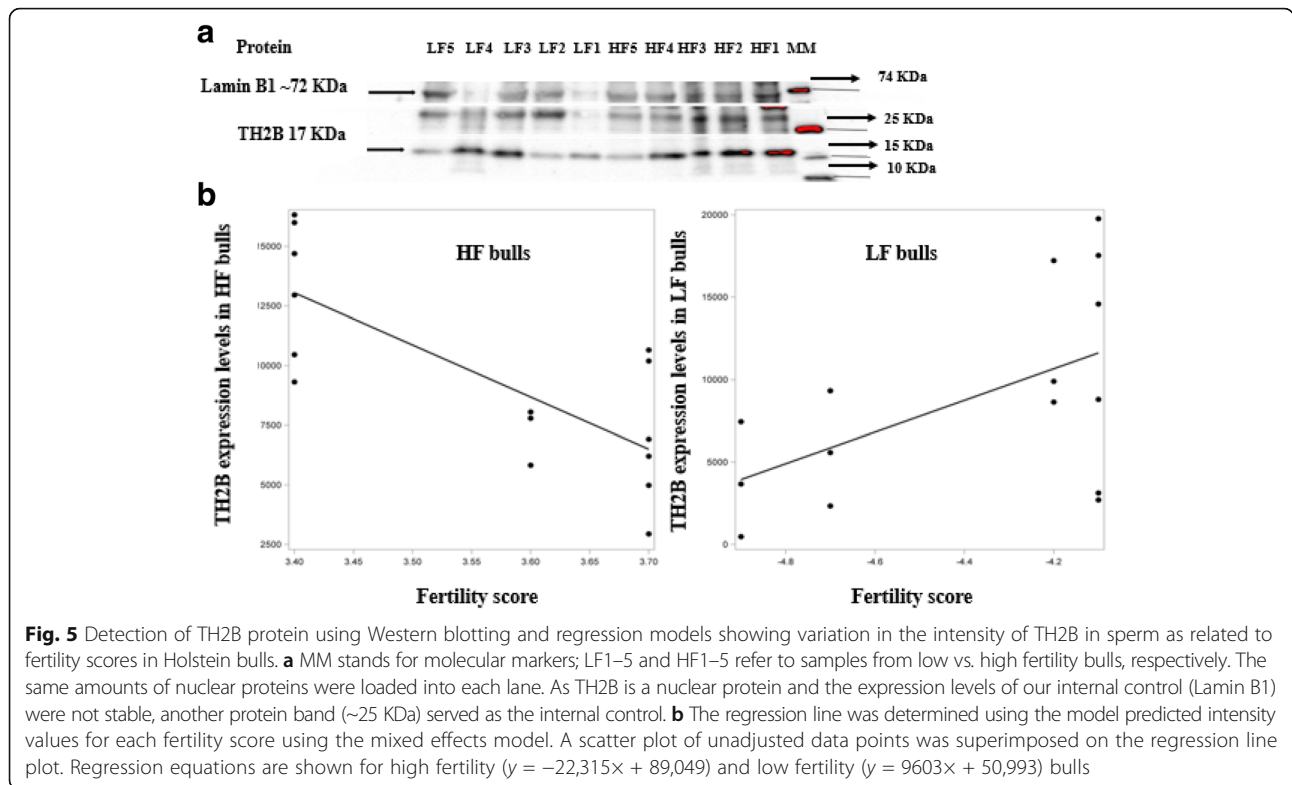 a
Protein LF5 LF4 LF3 LF2 LF1 HF5 HF4 HF3 HF2 HF1 MM
74 KDa
Lamin B1 ~72 KDa
25 KDa
TH2B 17 KDa
15 KDa
10 KDa
b
TH2B expression levels in HF bulls
15000
12500
10000
7500
5000
2500
HF bulls
3.40 3.45 3.50 3.55 3.60 3.65 3.70
Fertility score
TH2B expression levels in LF bulls
20000
15000
10000
5000
0
LF bulls
-4.8 -4.6 -4.4 -4.2
Fertility score
Fig. 5 Detection of TH2B protein using Western blotting and regression models showing variation in the intensity of TH2B in sperm as related to
fertility scores in Holstein bulls. a MM stands for molecular markers; LF1–5 and HF1–5 refer to samples from low vs. high fertility bulls, respectively. The
same amounts of nuclear proteins were loaded into each lane. As TH2B is a nuclear protein and the expression levels of our internal control (Lamin B1)
were not stable, another protein band (~25 KDa) served as the internal control. b The regression line was determined using the model predicted intensity
values for each fertility score using the mixed effects model. A scatter plot of unadjusted data points was superimposed on the regression line
plot. Regression equations are shown for high fertility (y = −22,315× + 89,049) and low fertility (y = 9603× + 50,993) bulls